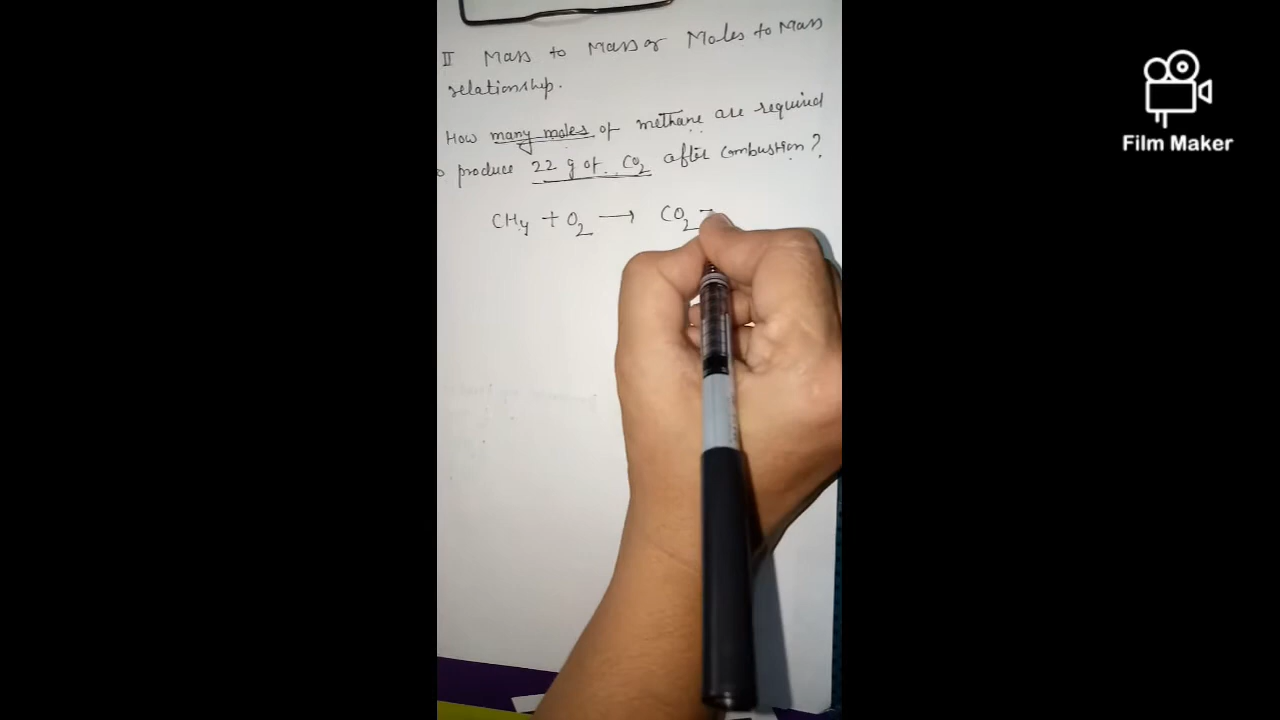 II Mass to Mass or Moles to Mass
relationship.
How many moles of methane are required
produce 22 g of CO2 after combustion?
CH4 + O2 → CO2
Film Maker